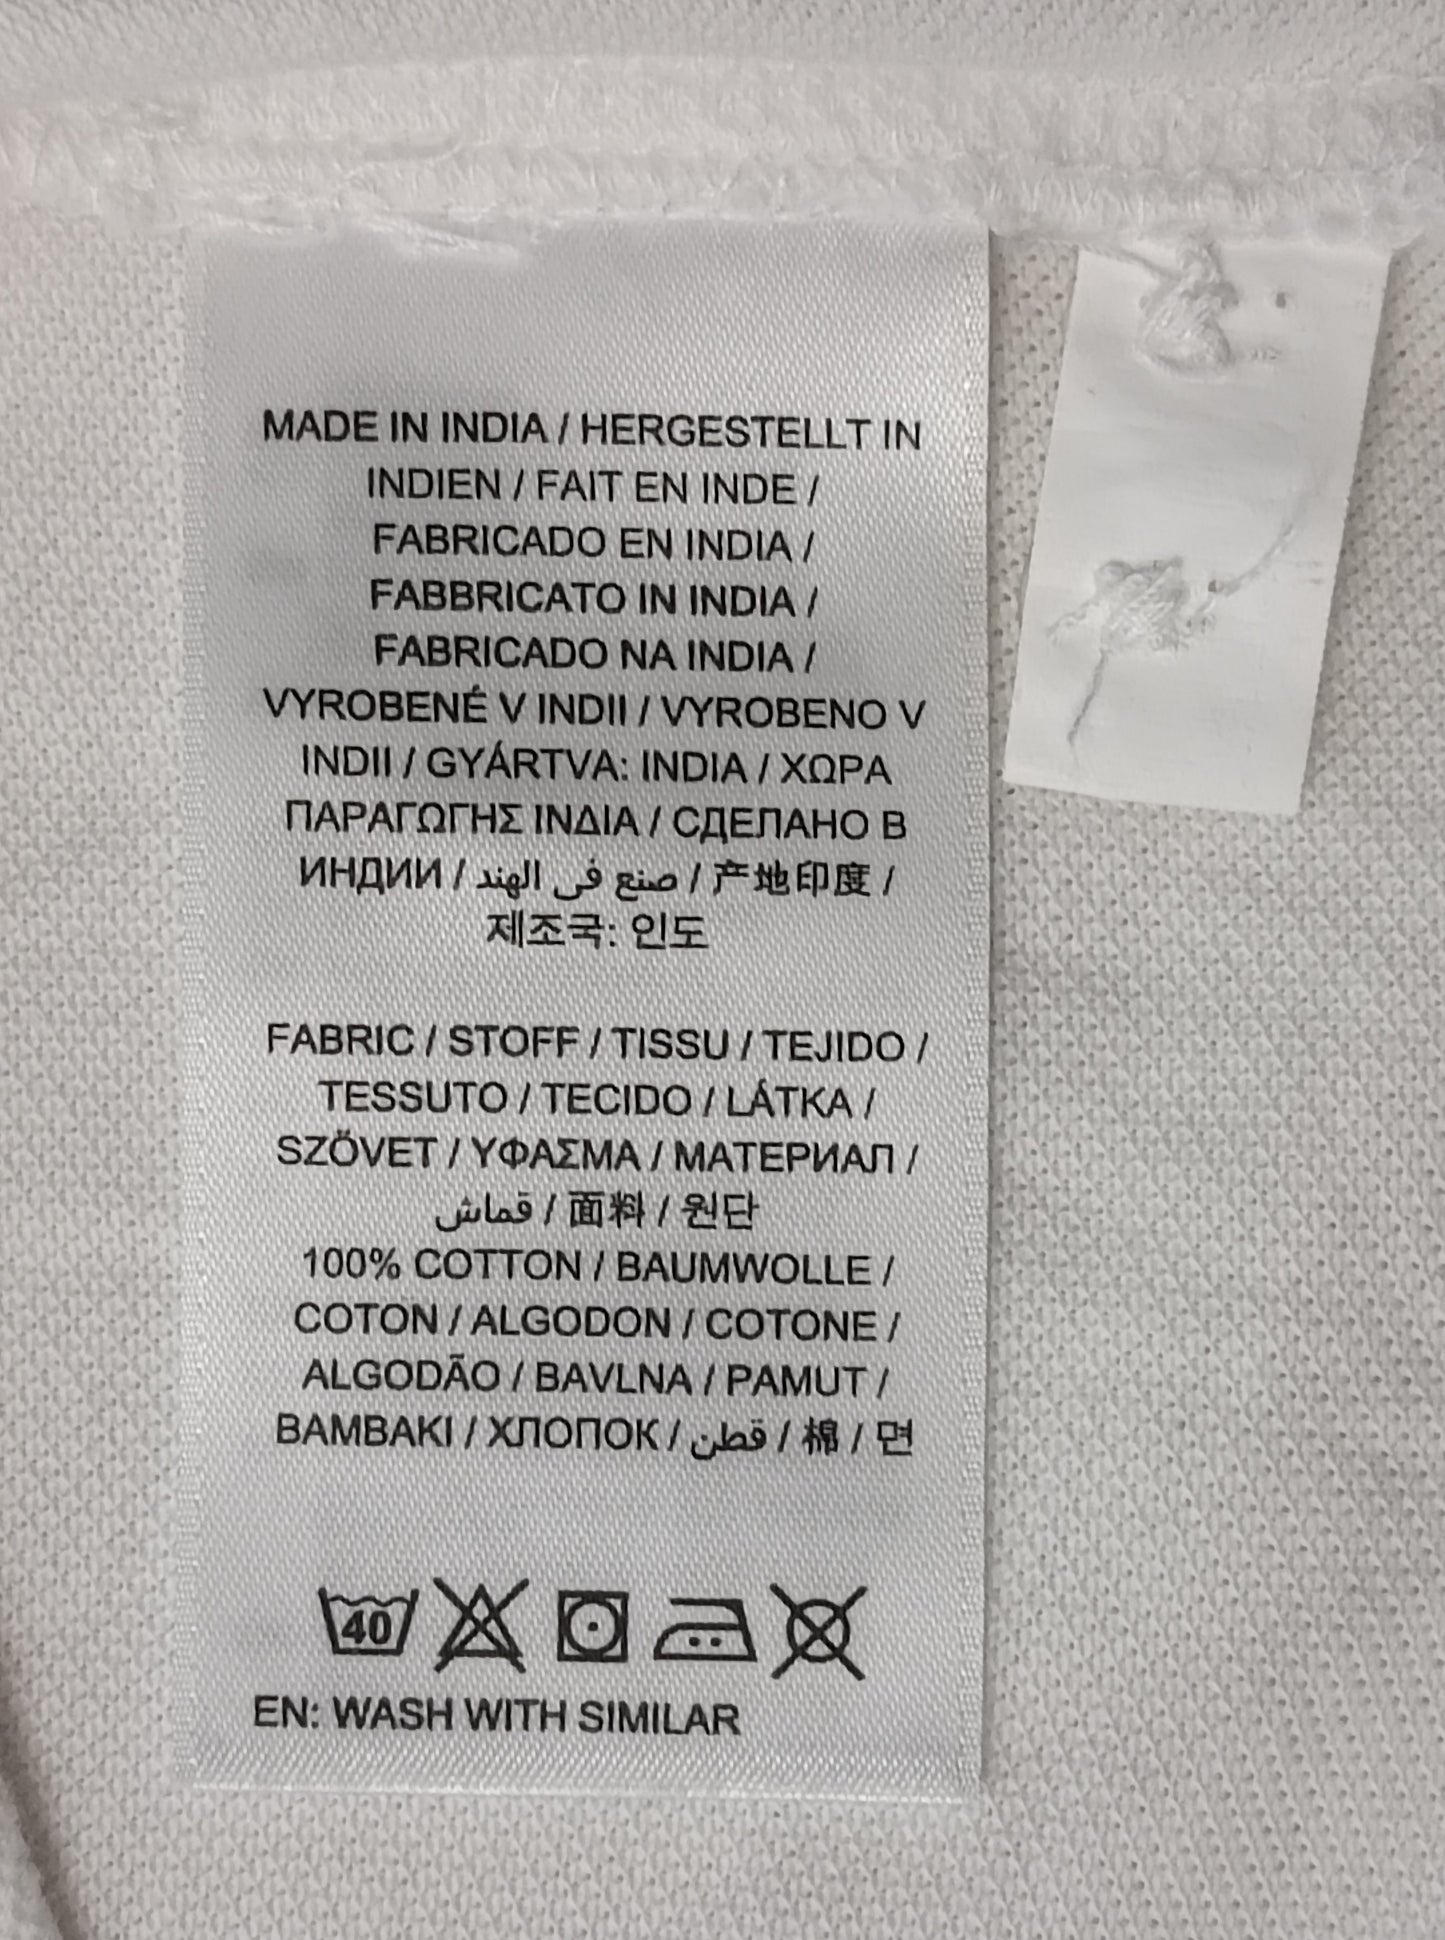 MADE IN INDIA / HERGESTELLT IN
INDIEN / FAIT EN INDE /
FABRICADO EN INDIA /
FABBRICATO IN INDIA /
FABRICADO NA INDIA /
VYROBENÉ V INDII / VYROBENO V
INDII / GYÁRTVA: INDIA / ΧΩΡΑ
ΠΑΡΑΓΩΓΗΣ ΙΝΔΙΑ / СДЕЛАНО В
ИНДИИ / صنع في الهند / 产地印度 /
제조국: 인도
FABRIC / STOFF / TISSU / TEJIDO /
TESSUTO / TECIDO / LÁTKA /
SZÖVET / ΥΦΑΣΜΑ / МАТЕРИАЛ /
قماش / 面料 / 원단
100% COTTON / BAUMWOLLE /
COTON / ALGODON / COTONE /
ALGODÃO / BAVLNA / PAMUT /
BAMBAKI / ХЛОПОК / قطن / 棉 / 면
40
EN: WASH WITH SIMILAR